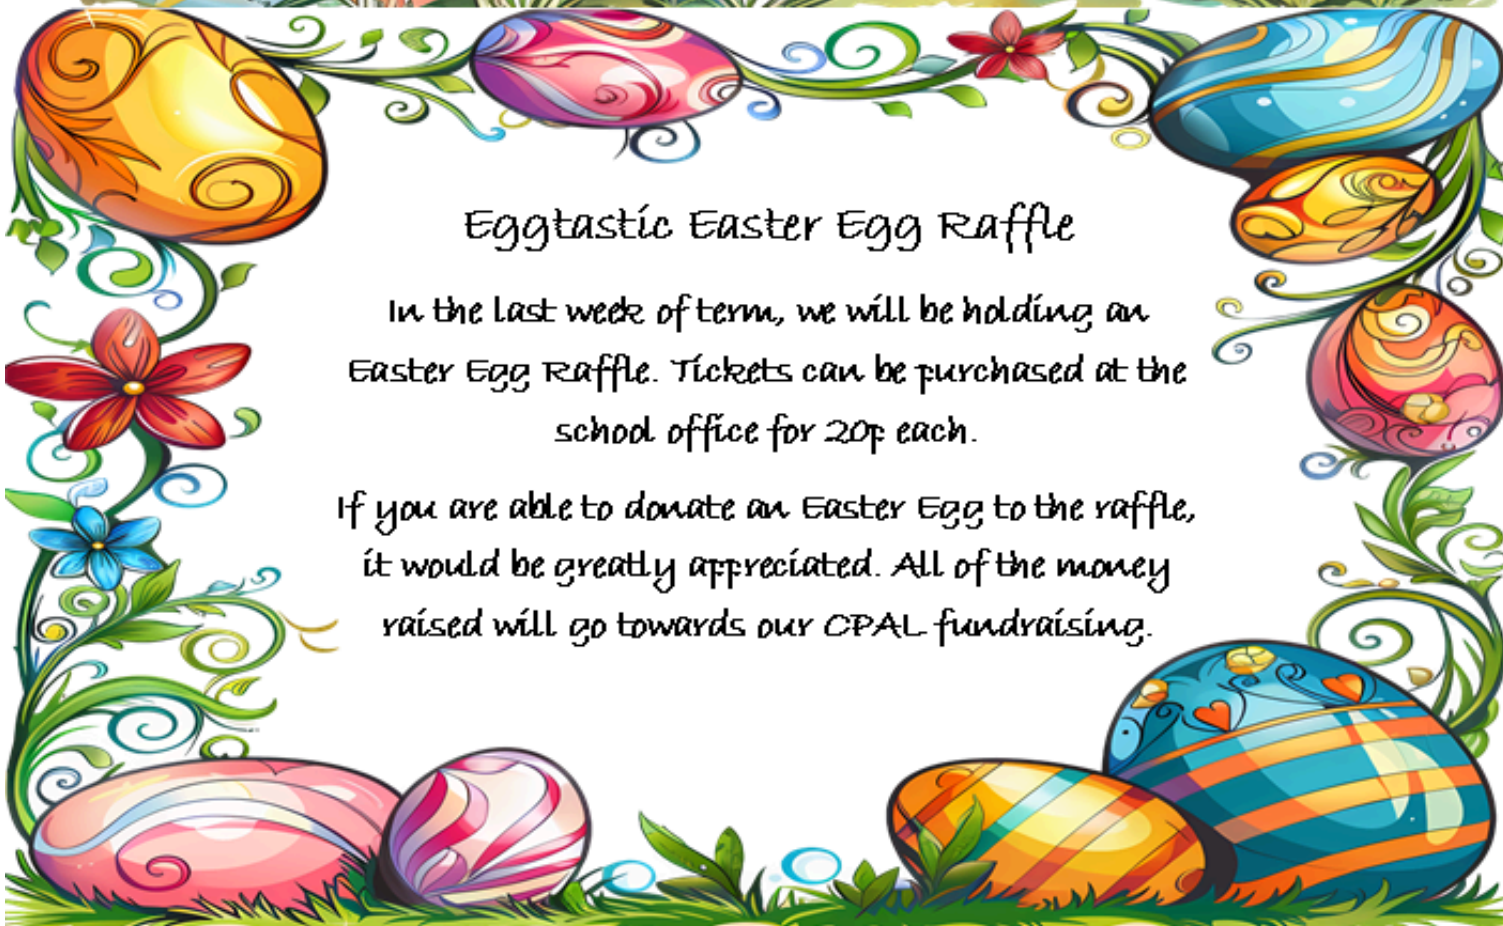 Eggtastic Easter Egg Raffle
In the last week of term, we will be holding an
Easter Egg Raffle. Tickets can be purchased at the
school office for 20p each.
If you are able to donate an Easter Egg to the raffle,
it would be greatly appreciated. All of the money
raised will go towards our CPAL fundraising.